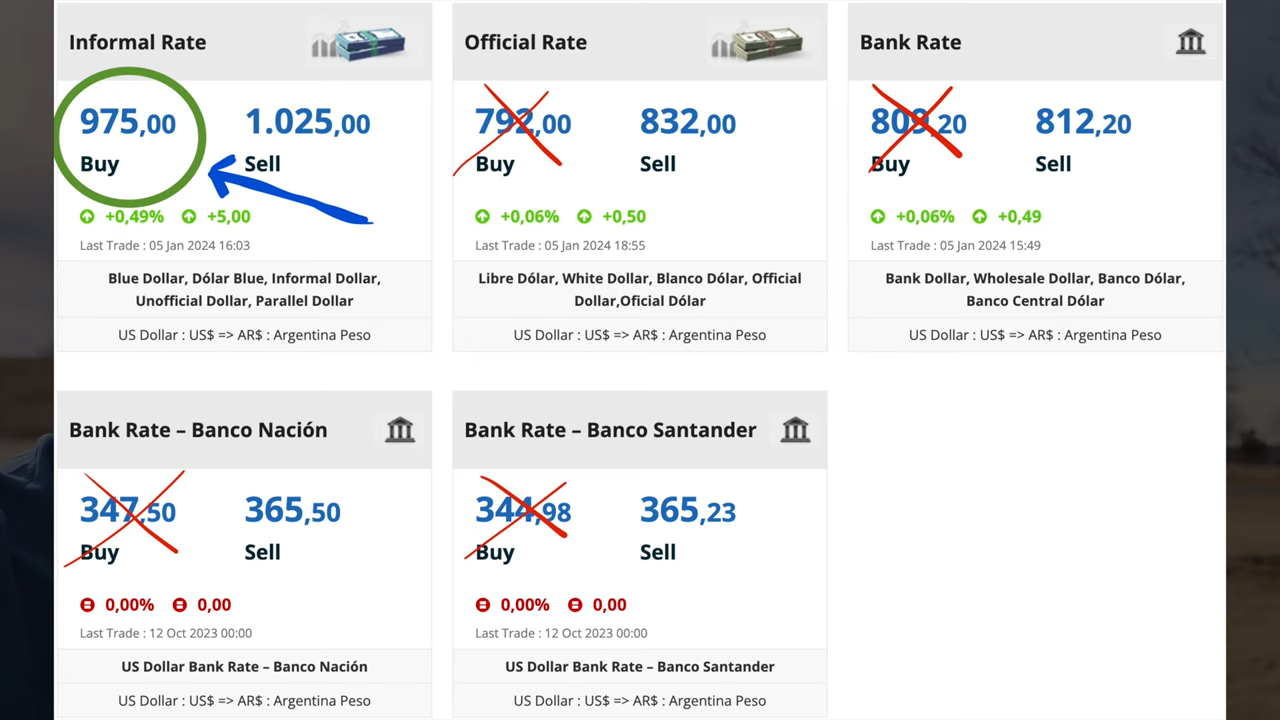 Informal Rate
975,00
1.025,00
Buy
Sell
+0,49%
+5,00
Last Trade : 05 Jan 2024 16:03
Blue Dollar, Dólar Blue, Informal Dollar,
Unofficial Dollar, Parallel Dollar
US Dollar : US$ => AR$ : Argentina Peso
Official Rate
792,00
832,00
Buy
Sell
+0,06%
+0,50
Last Trade : 05 Jan 2024 18:55
Libre Dólar, White Dollar, Blanco Dólar, Official
Dollar,Oficial Dólar
US Dollar : US$ => AR$ : Argentina Peso
Bank Rate
809,20
812,20
Buy
Sell
+0,06%
+0,49
Last Trade : 05 Jan 2024 15:49
Bank Dollar, Wholesale Dollar, Banco Dólar,
Banco Central Dólar
US Dollar : US$ => AR$ : Argentina Peso
Bank Rate – Banco Nación
347,50
365,50
Buy
Sell
0,00%
0,00
Last Trade : 12 Oct 2023 00:00
US Dollar Bank Rate – Banco Nación
US Dollar : US$ => AR$ : Argentina Peso
Bank Rate – Banco Santander
344,98
365,23
Buy
Sell
0,00%
0,00
Last Trade : 12 Oct 2023 00:00
US Dollar Bank Rate – Banco Santander
US Dollar : US$ => AR$ : Argentina Peso